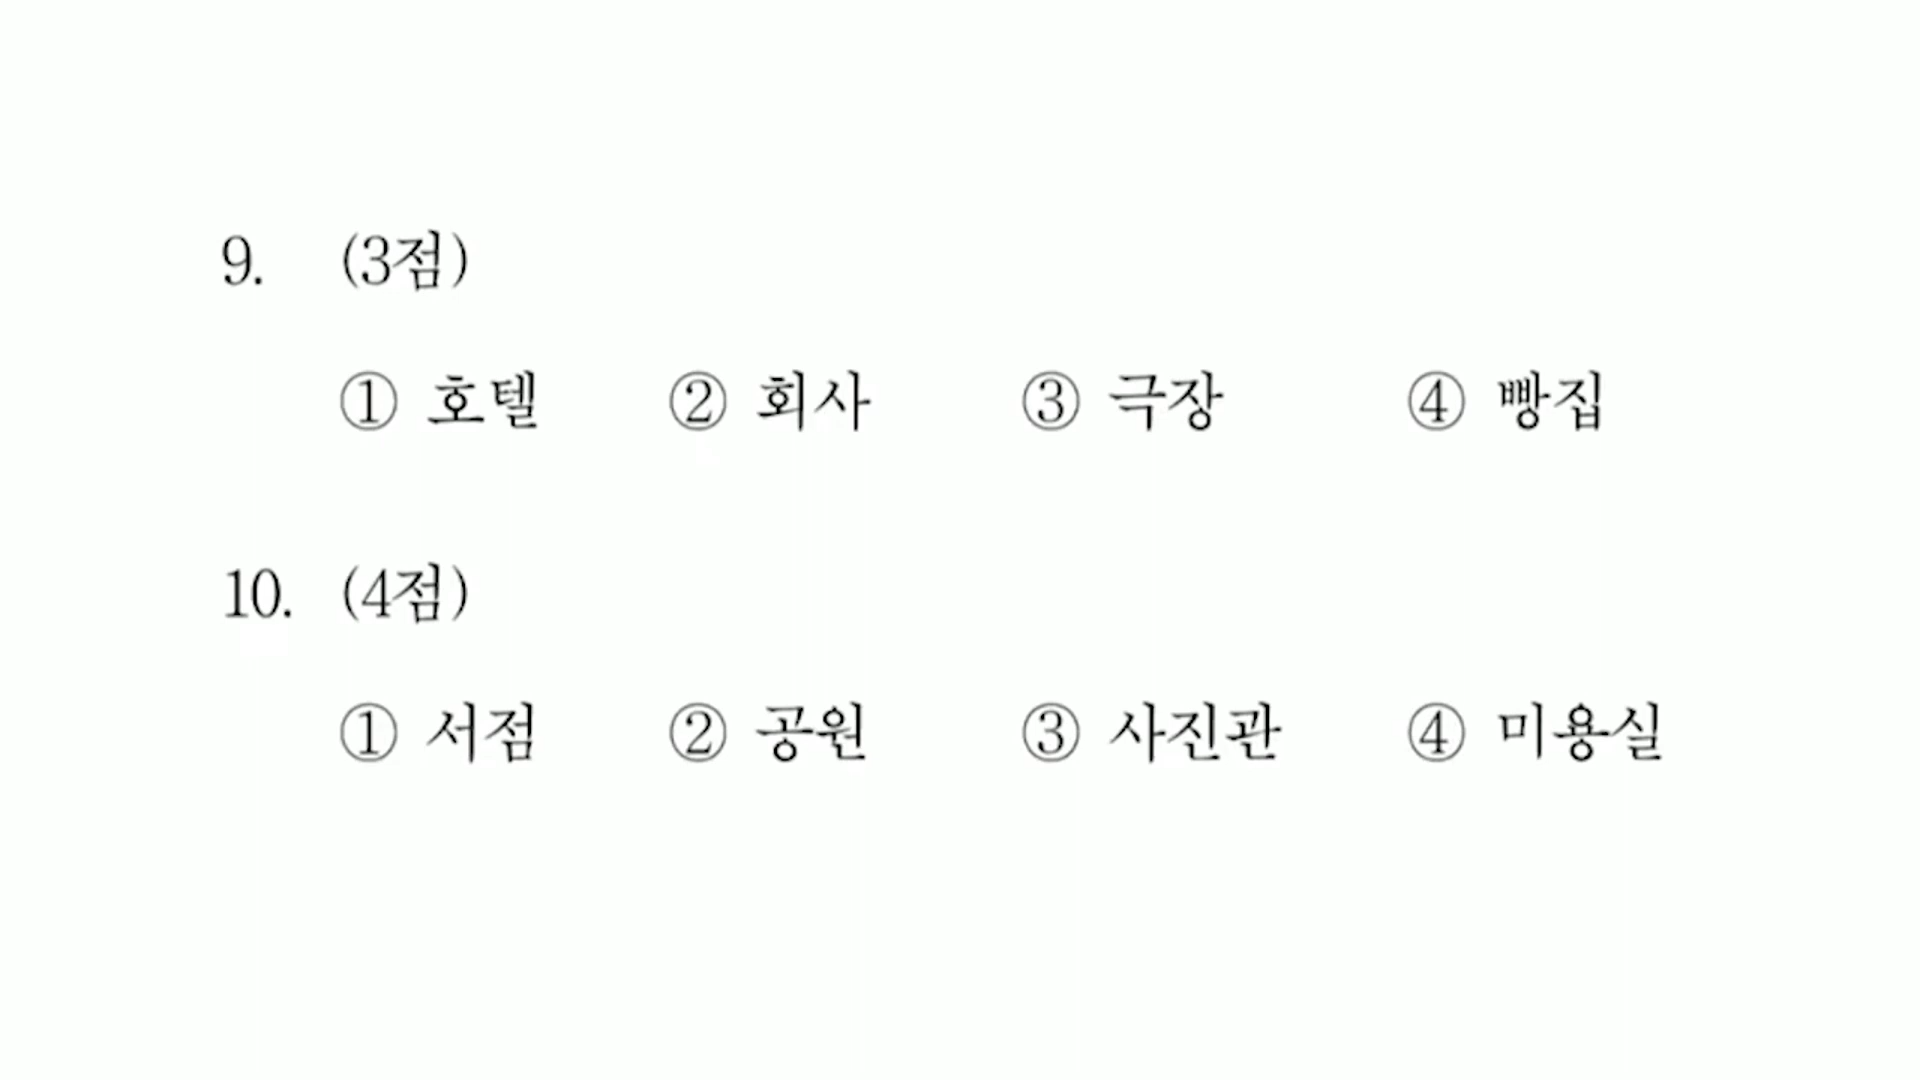 9. (3점)
① 호텔 ② 회사 ③ 극장 ④ 빵집
10. (4점)
① 서점 ② 공원 ③ 사진관 ④ 미용실